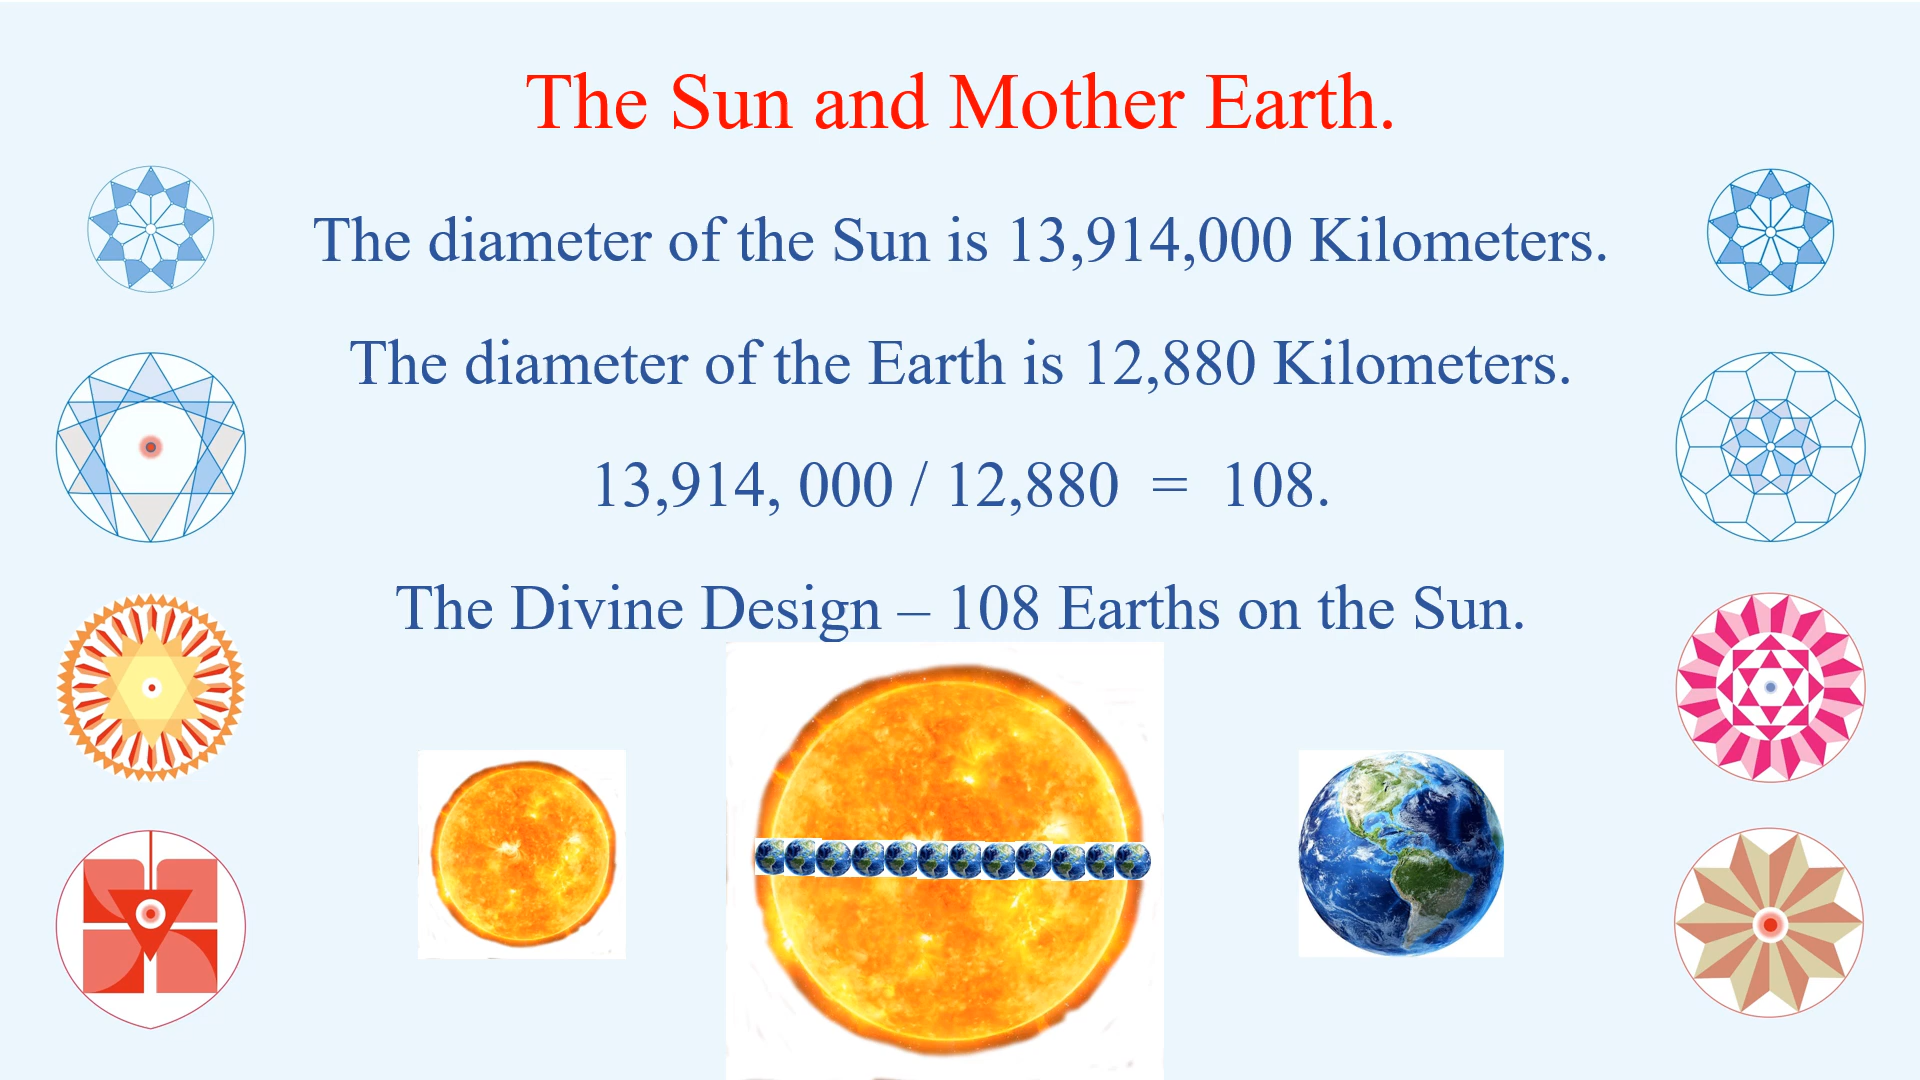 The Sun and Mother Earth.
The diameter of the Sun is 13,914,000 Kilometers.
The diameter of the Earth is 12,880 Kilometers.
13,914, 000 / 12,880 = 108.
The Divine Design – 108 Earths on the Sun.